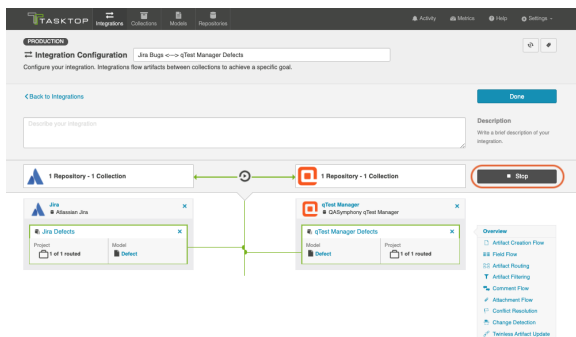 TASKTOP
Integrations
Collections
Models
Repositories
Activity
Metrics
Help
Settings
PRODUCTION
Integration Configuration
Jira Bugs <--> qTest Manager Defects
Configure your integration. Integrations flow artifacts between collections to achieve a specific goal.
Back to Integrations
Done
Describe your integration
Description
Write a brief description of your
integration.
1 Repository - 1 Collection
1 Repository - 1 Collection
Stop
Jira
Atlassian Jira
qTest Manager
QASymphony qTest Manager
Jira Defects
Project
1 of 1 routed
Model
Defect
qTest Manager Defects
Model
Defect
Project
1 of 1 routed
Overview
Artifact Creation Flow
Field Flow
Artifact Routing
Artifact Filtering
Comment Flow
Attachment Flow
Conflict Resolution
Change Detection
Twinless Artifact Update